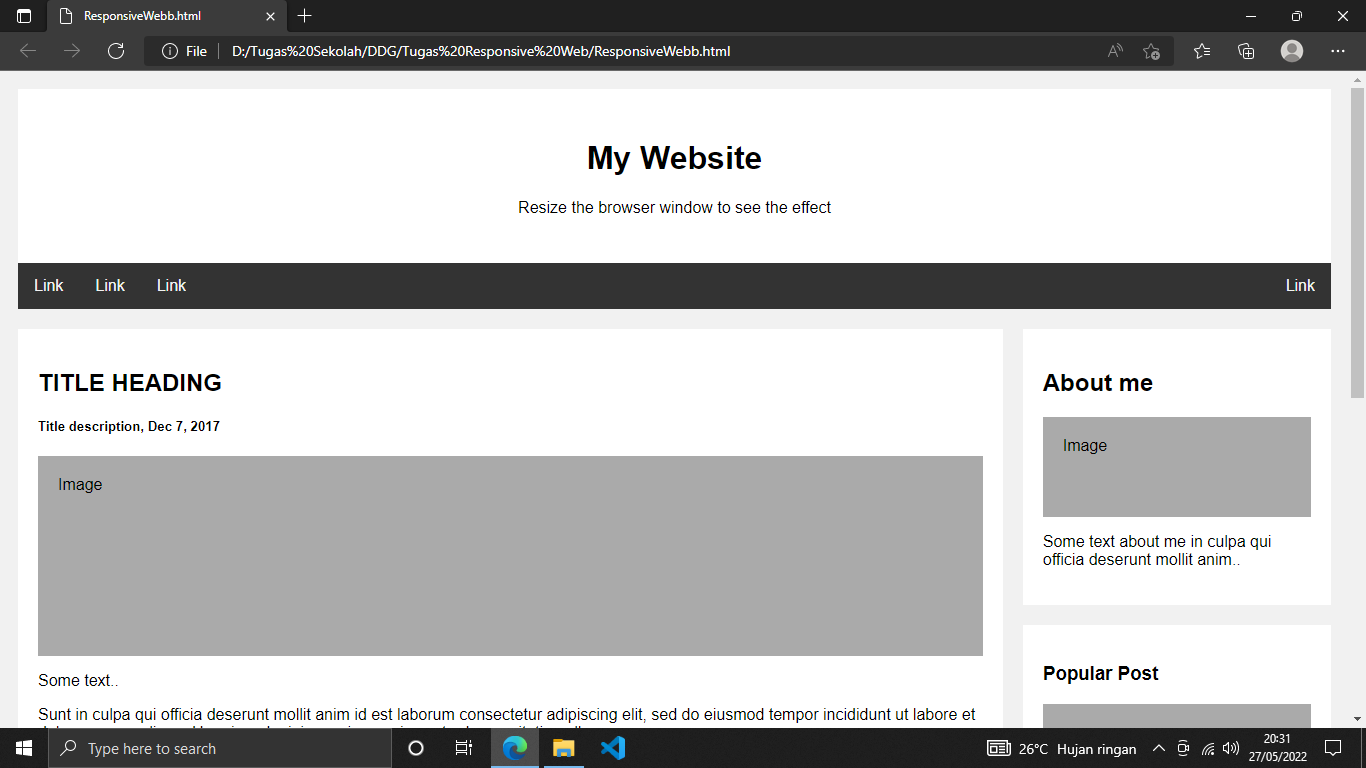 ResponsiveWebb.html
File
D:/Tugas%20Sekolah/DDG/Tugas%20Responsive%20Web/ResponsiveWebb.html
My Website
Resize the browser window to see the effect
Link Link Link Link
TITLE HEADING
Title description, Dec 7, 2017
Image
Some text..
Sunt in culpa qui officia deserunt mollit anim id est laborum consectetur adipiscing elit, sed do eiusmod tempor incididunt ut labore et
About me
Image
Some text about me in culpa qui
officia deserunt mollit anim..
Popular Post
Type here to search
26°C Hujan ringan
20:31
27/05/2022